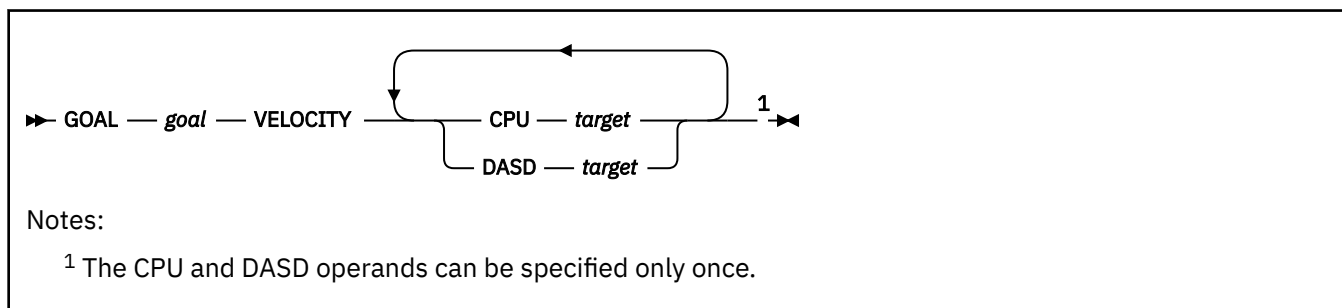 GOAL goal VELOCITY CPU target 1
DASD target
Notes:
1 The CPU and DASD operands can be specified only once.